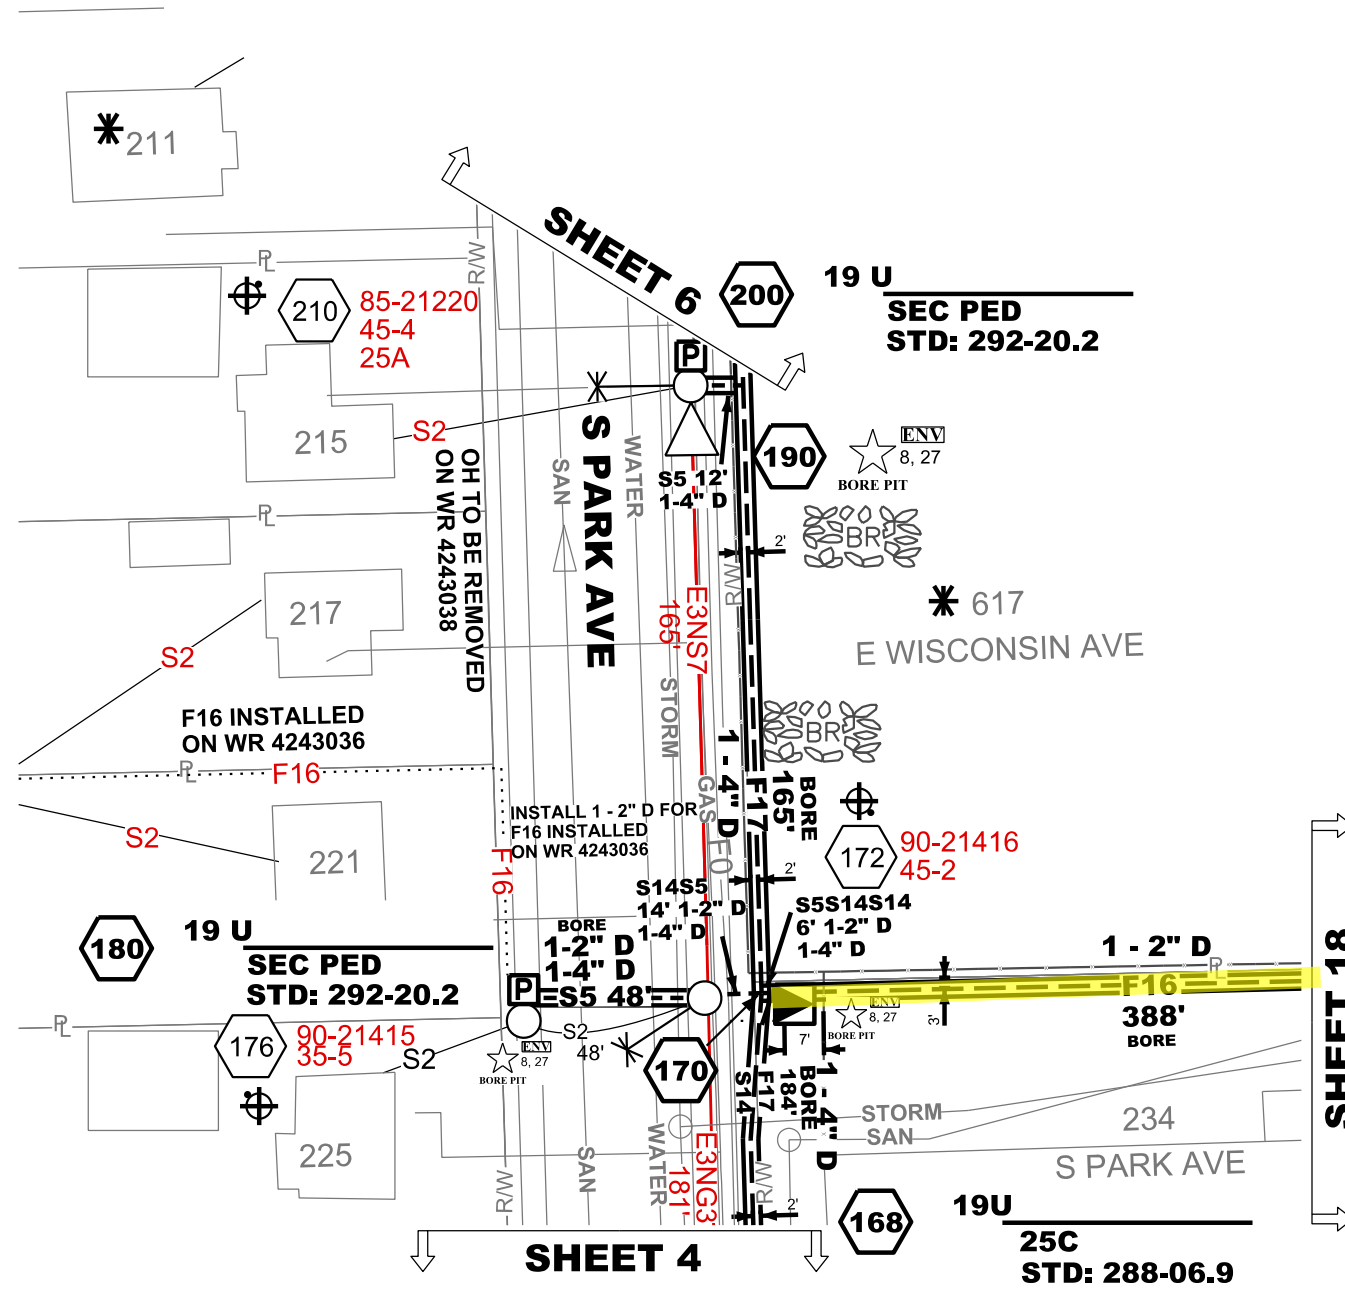 211
SHEET 6
200
19 U
SEC PED
STD: 292-20.2
PL
R/W
210
85-21220
45-4
25A
P
215
S2
S PARK AVE
OH TO BE REMOVED
ON WR 4243038
SAN
WATER
S5 12'
1-4" D
190
ENV
8, 27
BORE PIT
BR
2'
R/W
PL
217
S2
E3NS7
165'
617
E WISCONSIN AVE
STORM
F16 INSTALLED
ON WR 4243036
PL
F16
BR
GAS
1 - 4" D
F17
BORE
165'
INSTALL 1 - 2" D FOR
F16 INSTALLED
ON WR 4243036
S2
221
F16
FO
172
90-21416
45-2
2'
S14S5
14' 1-2" D
1-4" D
S5S14S14
6' 1-2" D
1-4" D
180
19 U
SEC PED
STD: 292-20.2
BORE
1-2" D
1-4" D
S5 48'
P
1 - 2" D
PL
F16
388'
BORE
3'
SHEET 18
PL
176
90-21415
35-5
S2
S2
48'
ENV
8, 27
BORE PIT
170
ENV
8, 27
BORE PIT
7'
S14
F17
BORE
184'
1 - 4" D
STORM
SAN
234
S PARK AVE
225
R/W
SAN
WATER
E3NG3
181'
R/W
2'
168
19U
25C
STD: 288-06.9
SHEET 4